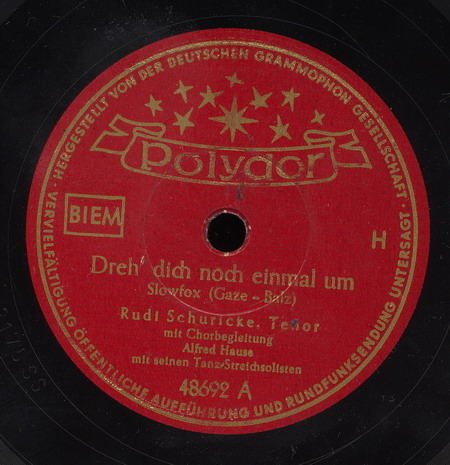 · HERGESTELLT VON DER DEUTSCHEN GRAMMOPHON GESELLSCHAFT ·
VERVIELFÄLTIGUNG ÖFFENTLICHE AUFFÜHRUNG UND RUNDFUNKSENDUNG UNTERSAGT ·
Polydor
BIEM
H
Dreh' dich noch einmal um
Slowfox (Gaze - Balz)
Rudi Schuricke, Tenor
mit Chorbegleitung
Alfred Hause
mit seinen Tanz-Streichsolisten
48692 A